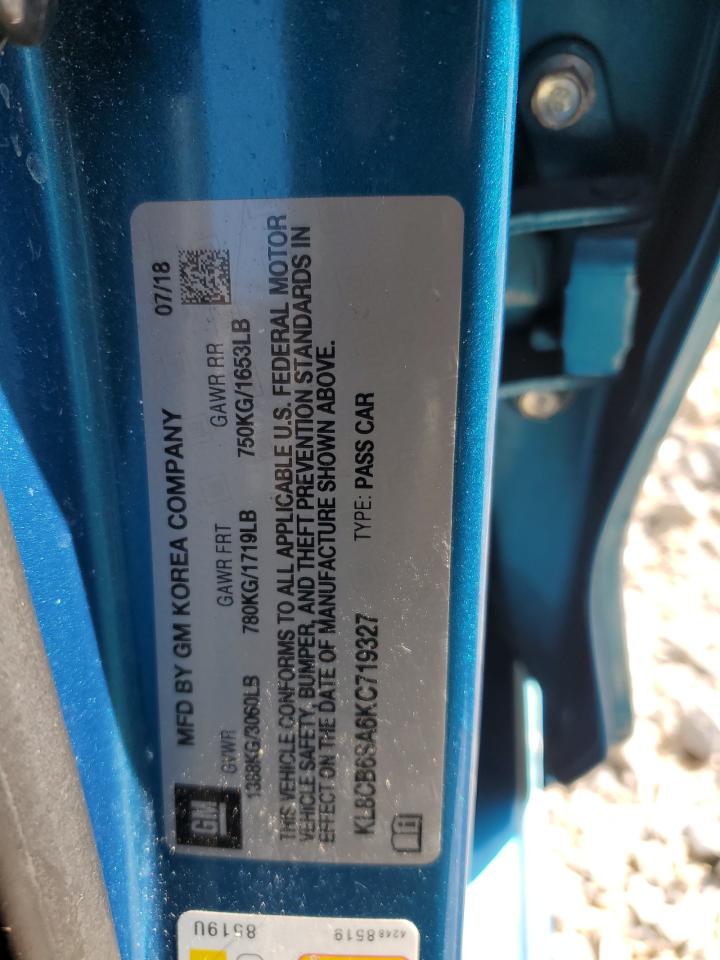 GM
MFD BY GM KOREA COMPANY 07/18
GVWR GAWR FRT GAWR RR
1388KG/3060LB 780KG/1719LB 750KG/1653LB
THIS VEHICLE CONFORMS TO ALL APPLICABLE U.S. FEDERAL MOTOR
VEHICLE SAFETY, BUMPER, AND THEFT PREVENTION STANDARDS IN
EFFECT ON THE DATE OF MANUFACTURE SHOWN ABOVE.
KL8CB6SA6KC719327 TYPE: PASS CAR
8519U
42488519